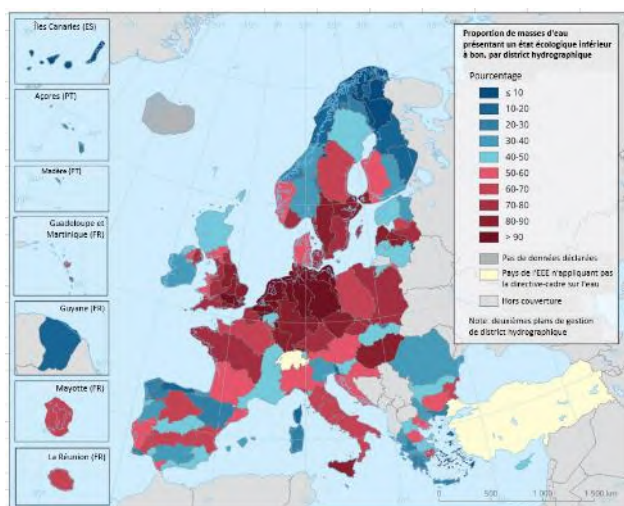 Îles Canaries (ES)
Açores (PT)
Madère (PT)
Guadeloupe et
Martinique (FR)
Guyane (FR)
Mayotte (FR)
La Réunion (FR)
Proportion de masses d'eau
présentant un état écologique inférieur
à bon, par district hydrographique
Pourcentage
≤ 10
10-20
20-30
30-40
40-50
50-60
60-70
70-80
80-90
> 90
Pas de données déclarées
Pays de l'EEE n'appliquant pas
la directive-cadre sur l'eau
Hors couverture
Note: deuxièmes plans de gestion
de district hydrographique
0 500 1 000 1 500 km